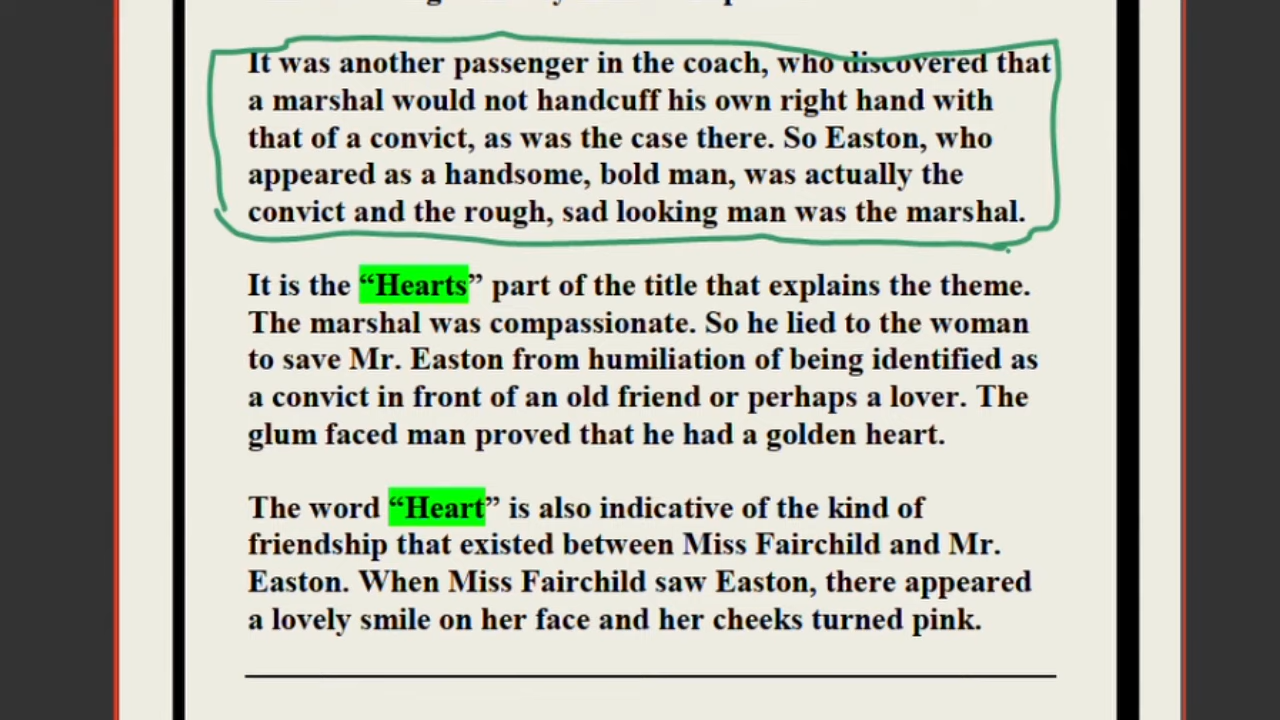 It was another passenger in the coach, who discovered that
a marshal would not handcuff his own right hand with
that of a convict, as was the case there. So Easton, who
appeared as a handsome, bold man, was actually the
convict and the rough, sad looking man was the marshal.
It is the “Hearts” part of the title that explains the theme.
The marshal was compassionate. So he lied to the woman
to save Mr. Easton from humiliation of being identified as
a convict in front of an old friend or perhaps a lover. The
glum faced man proved that he had a golden heart.
The word “Heart” is also indicative of the kind of
friendship that existed between Miss Fairchild and Mr.
Easton. When Miss Fairchild saw Easton, there appeared
a lovely smile on her face and her cheeks turned pink.